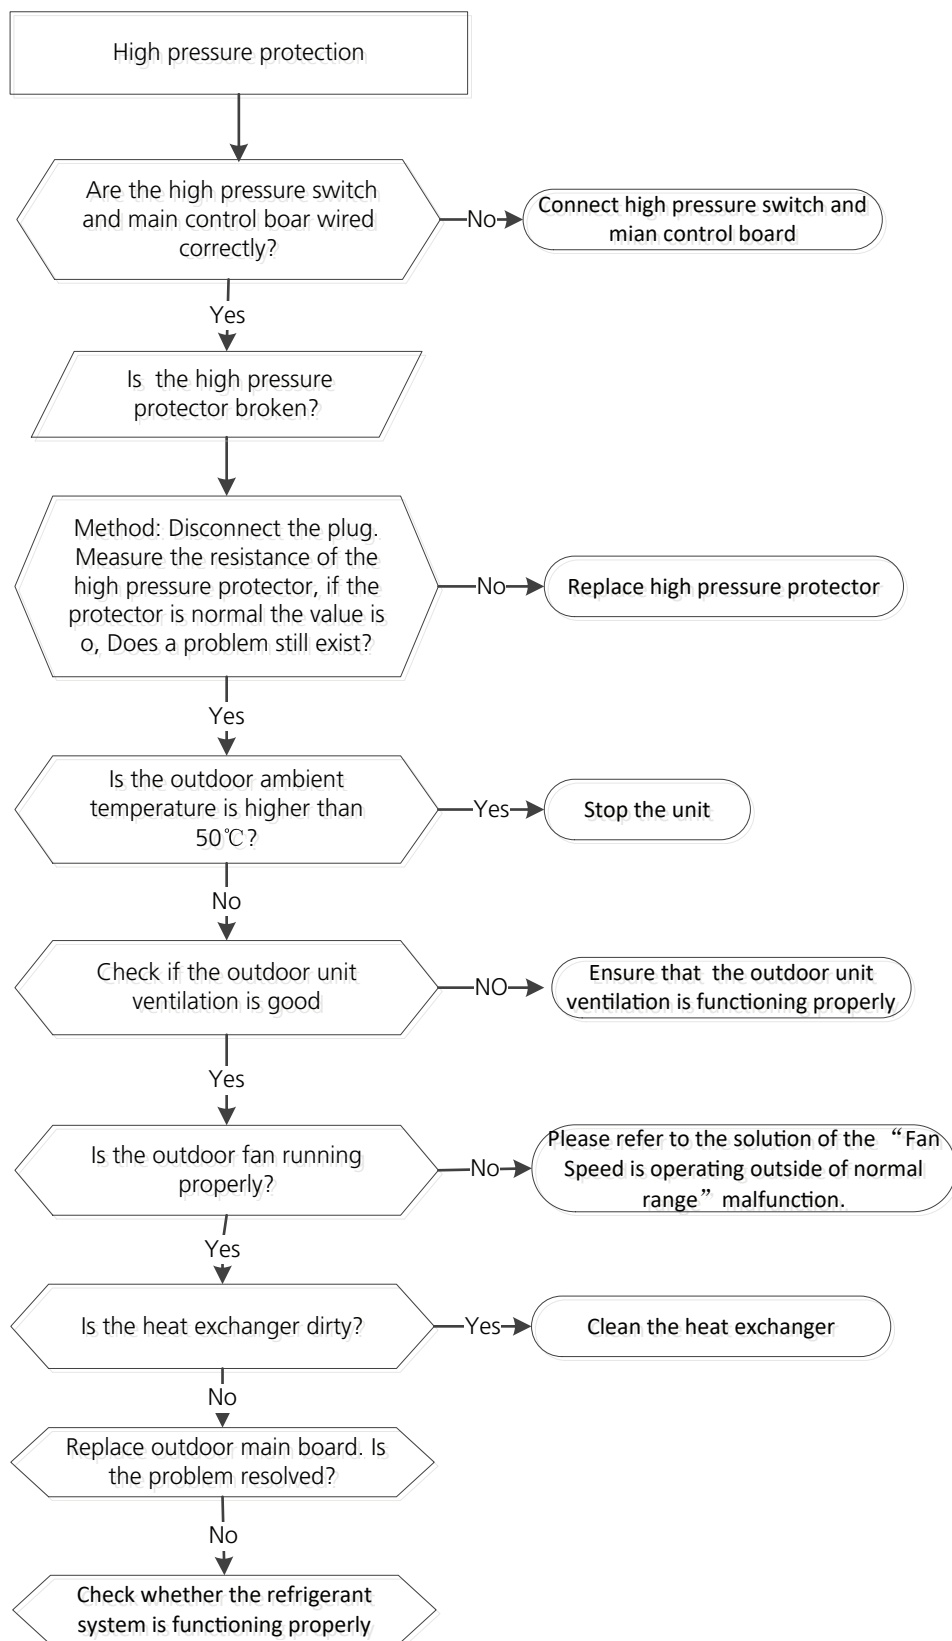 High pressure protection
Are the high pressure switch
and main control boar wired
correctly?
No
Connect high pressure switch and
mian control board
Yes
Is the high pressure
protector broken?
Method: Disconnect the plug.
Measure the resistance of the
high pressure protector, if the
protector is normal the value is
o, Does a problem still exist?
No
Replace high pressure protector
Yes
Is the outdoor ambient
temperature is higher than
50℃?
Yes
Stop the unit
No
Check if the outdoor unit
ventilation is good
NO
Ensure that the outdoor unit
ventilation is functioning properly
Yes
Is the outdoor fan running
properly?
No
Please refer to the solution of the “Fan
Speed is operating outside of normal
range” malfunction.
Yes
Is the heat exchanger dirty?
Yes
Clean the heat exchanger
No
Replace outdoor main board. Is
the problem resolved?
No
Check whether the refrigerant
system is functioning properly